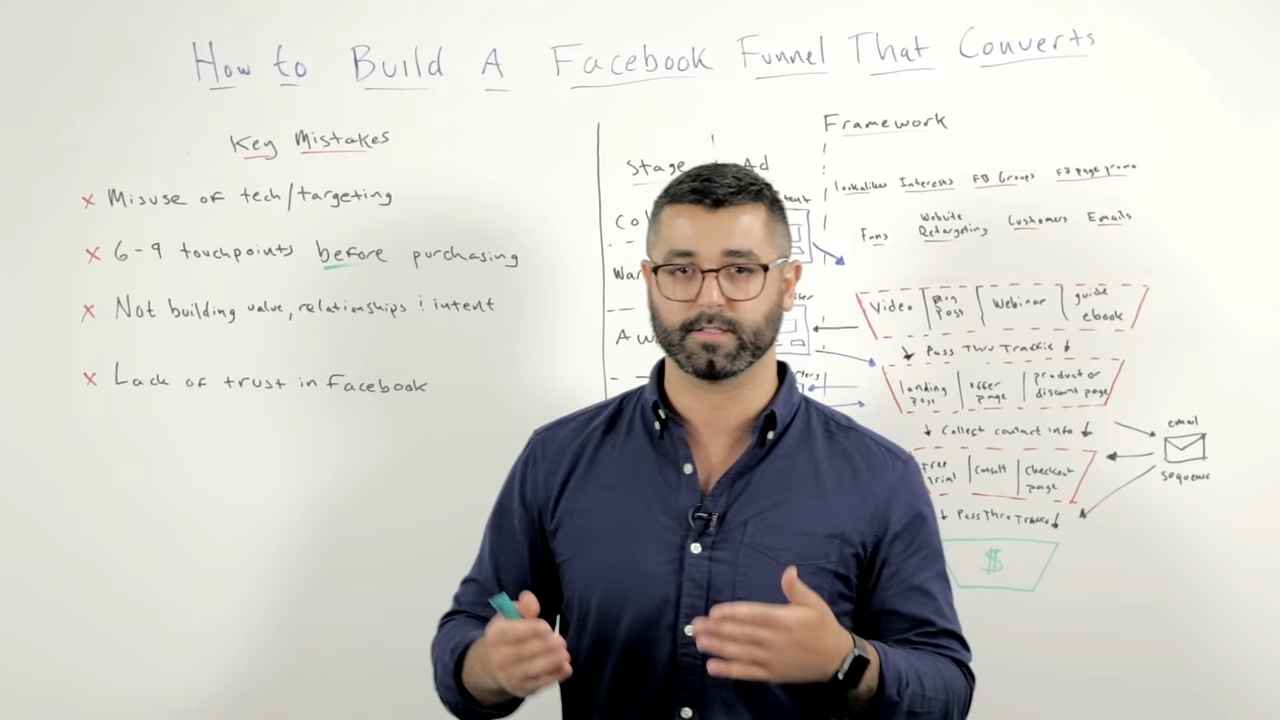 How to Build A Facebook Funnel That Converts
Key Mistakes
x Misuse of tech/targeting
x 6-9 touchpoints before purchasing
x Not building value, relationships & intent
x Lack of trust in Facebook
Framework
Stage Ad
lookalikes Interests FB Groups FB page promo
Fans Website Retargeting Customers Emails
Video Blog Post Webinar guide ebook
Pass Thru Traffic
landing page offer page product or discount page
Collect contact info
email
sequence
Free Trial Consult Checkout page
Pass Thru Traffic
$